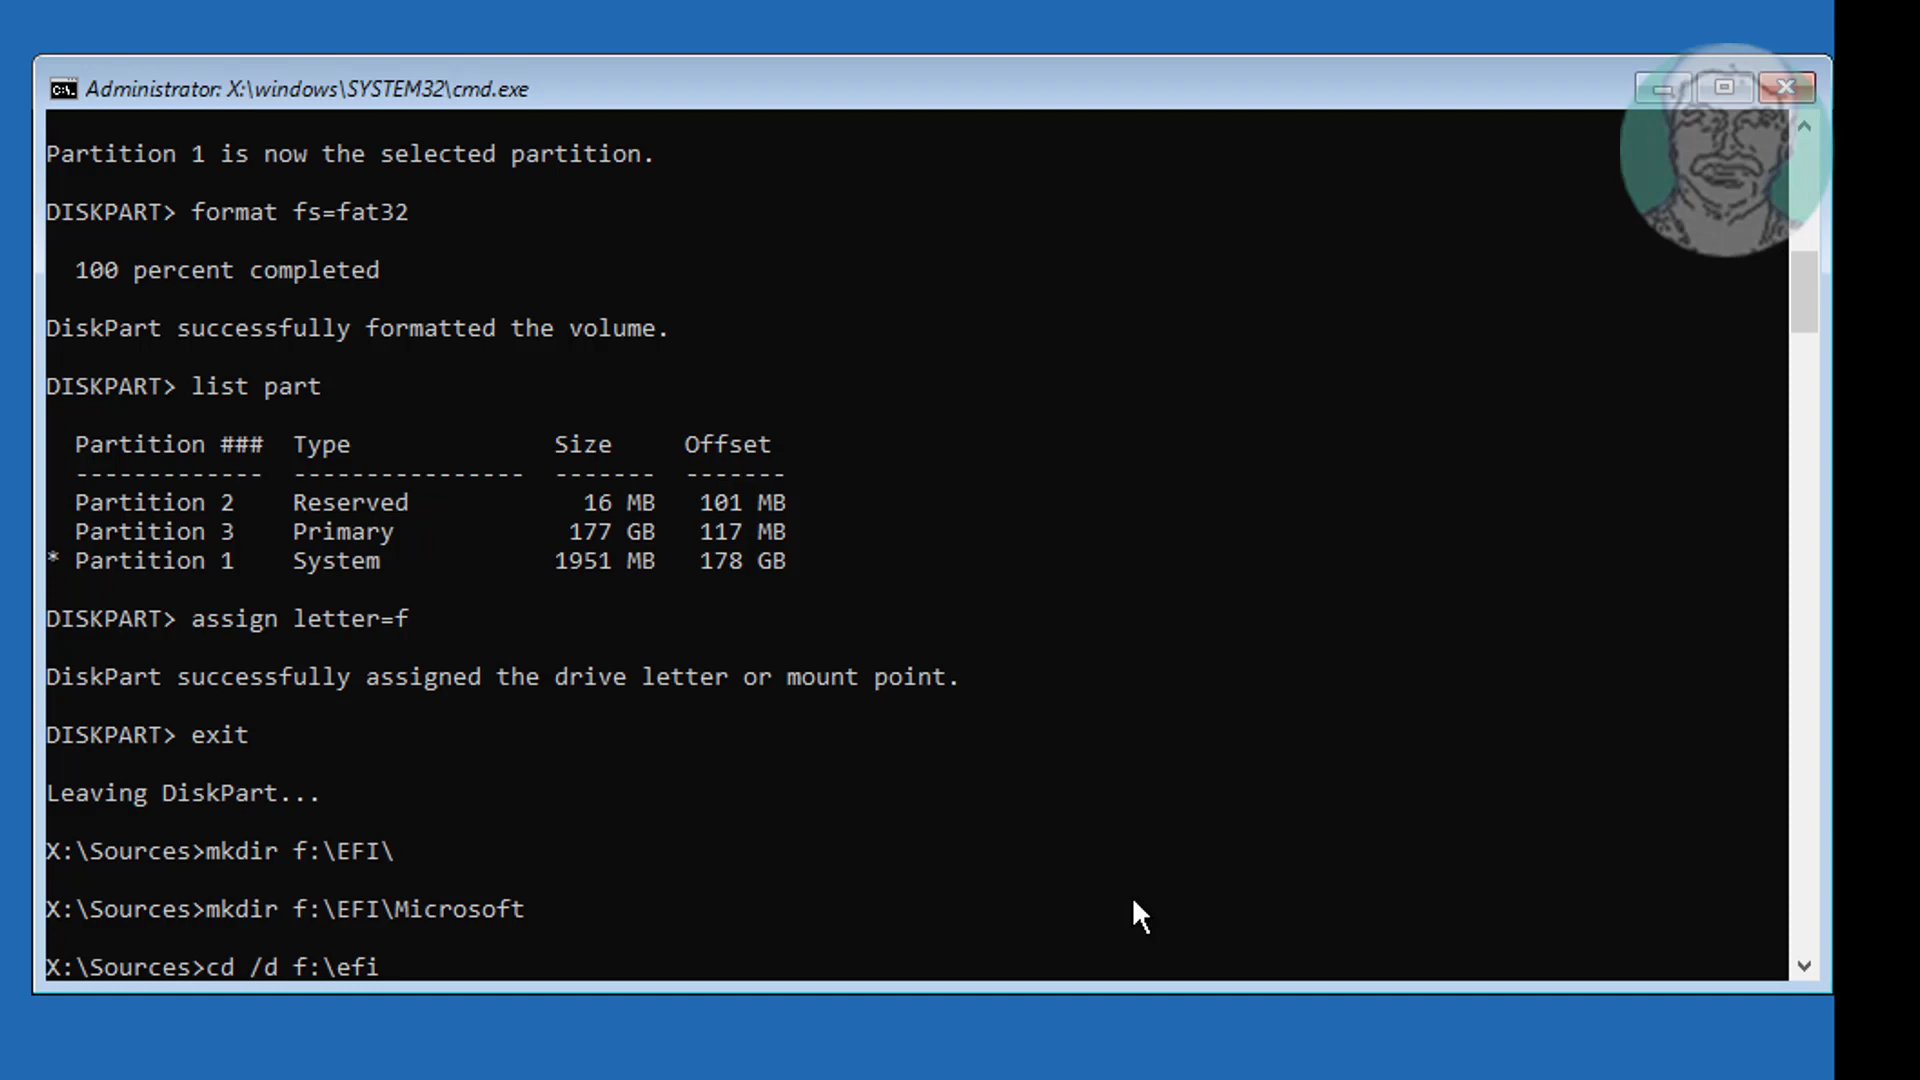 Administrator: X:\windows\SYSTEM32\cmd.exe
Partition 1 is now the selected partition.
DISKPART> format fs=fat32
100 percent completed
DiskPart successfully formatted the volume.
DISKPART> list part
Partition ###  Type              Size     Offset
-------------  ----------------  -------  -------
Partition 2    Reserved            16 MB   101 MB
Partition 3    Primary            177 GB   117 MB
* Partition 1    System            1951 MB   178 GB
DISKPART> assign letter=f
DiskPart successfully assigned the drive letter or mount point.
DISKPART> exit
Leaving DiskPart...
X:\Sources>mkdir f:\EFI\
X:\Sources>mkdir f:\EFI\Microsoft
X:\Sources>cd /d f:\efi